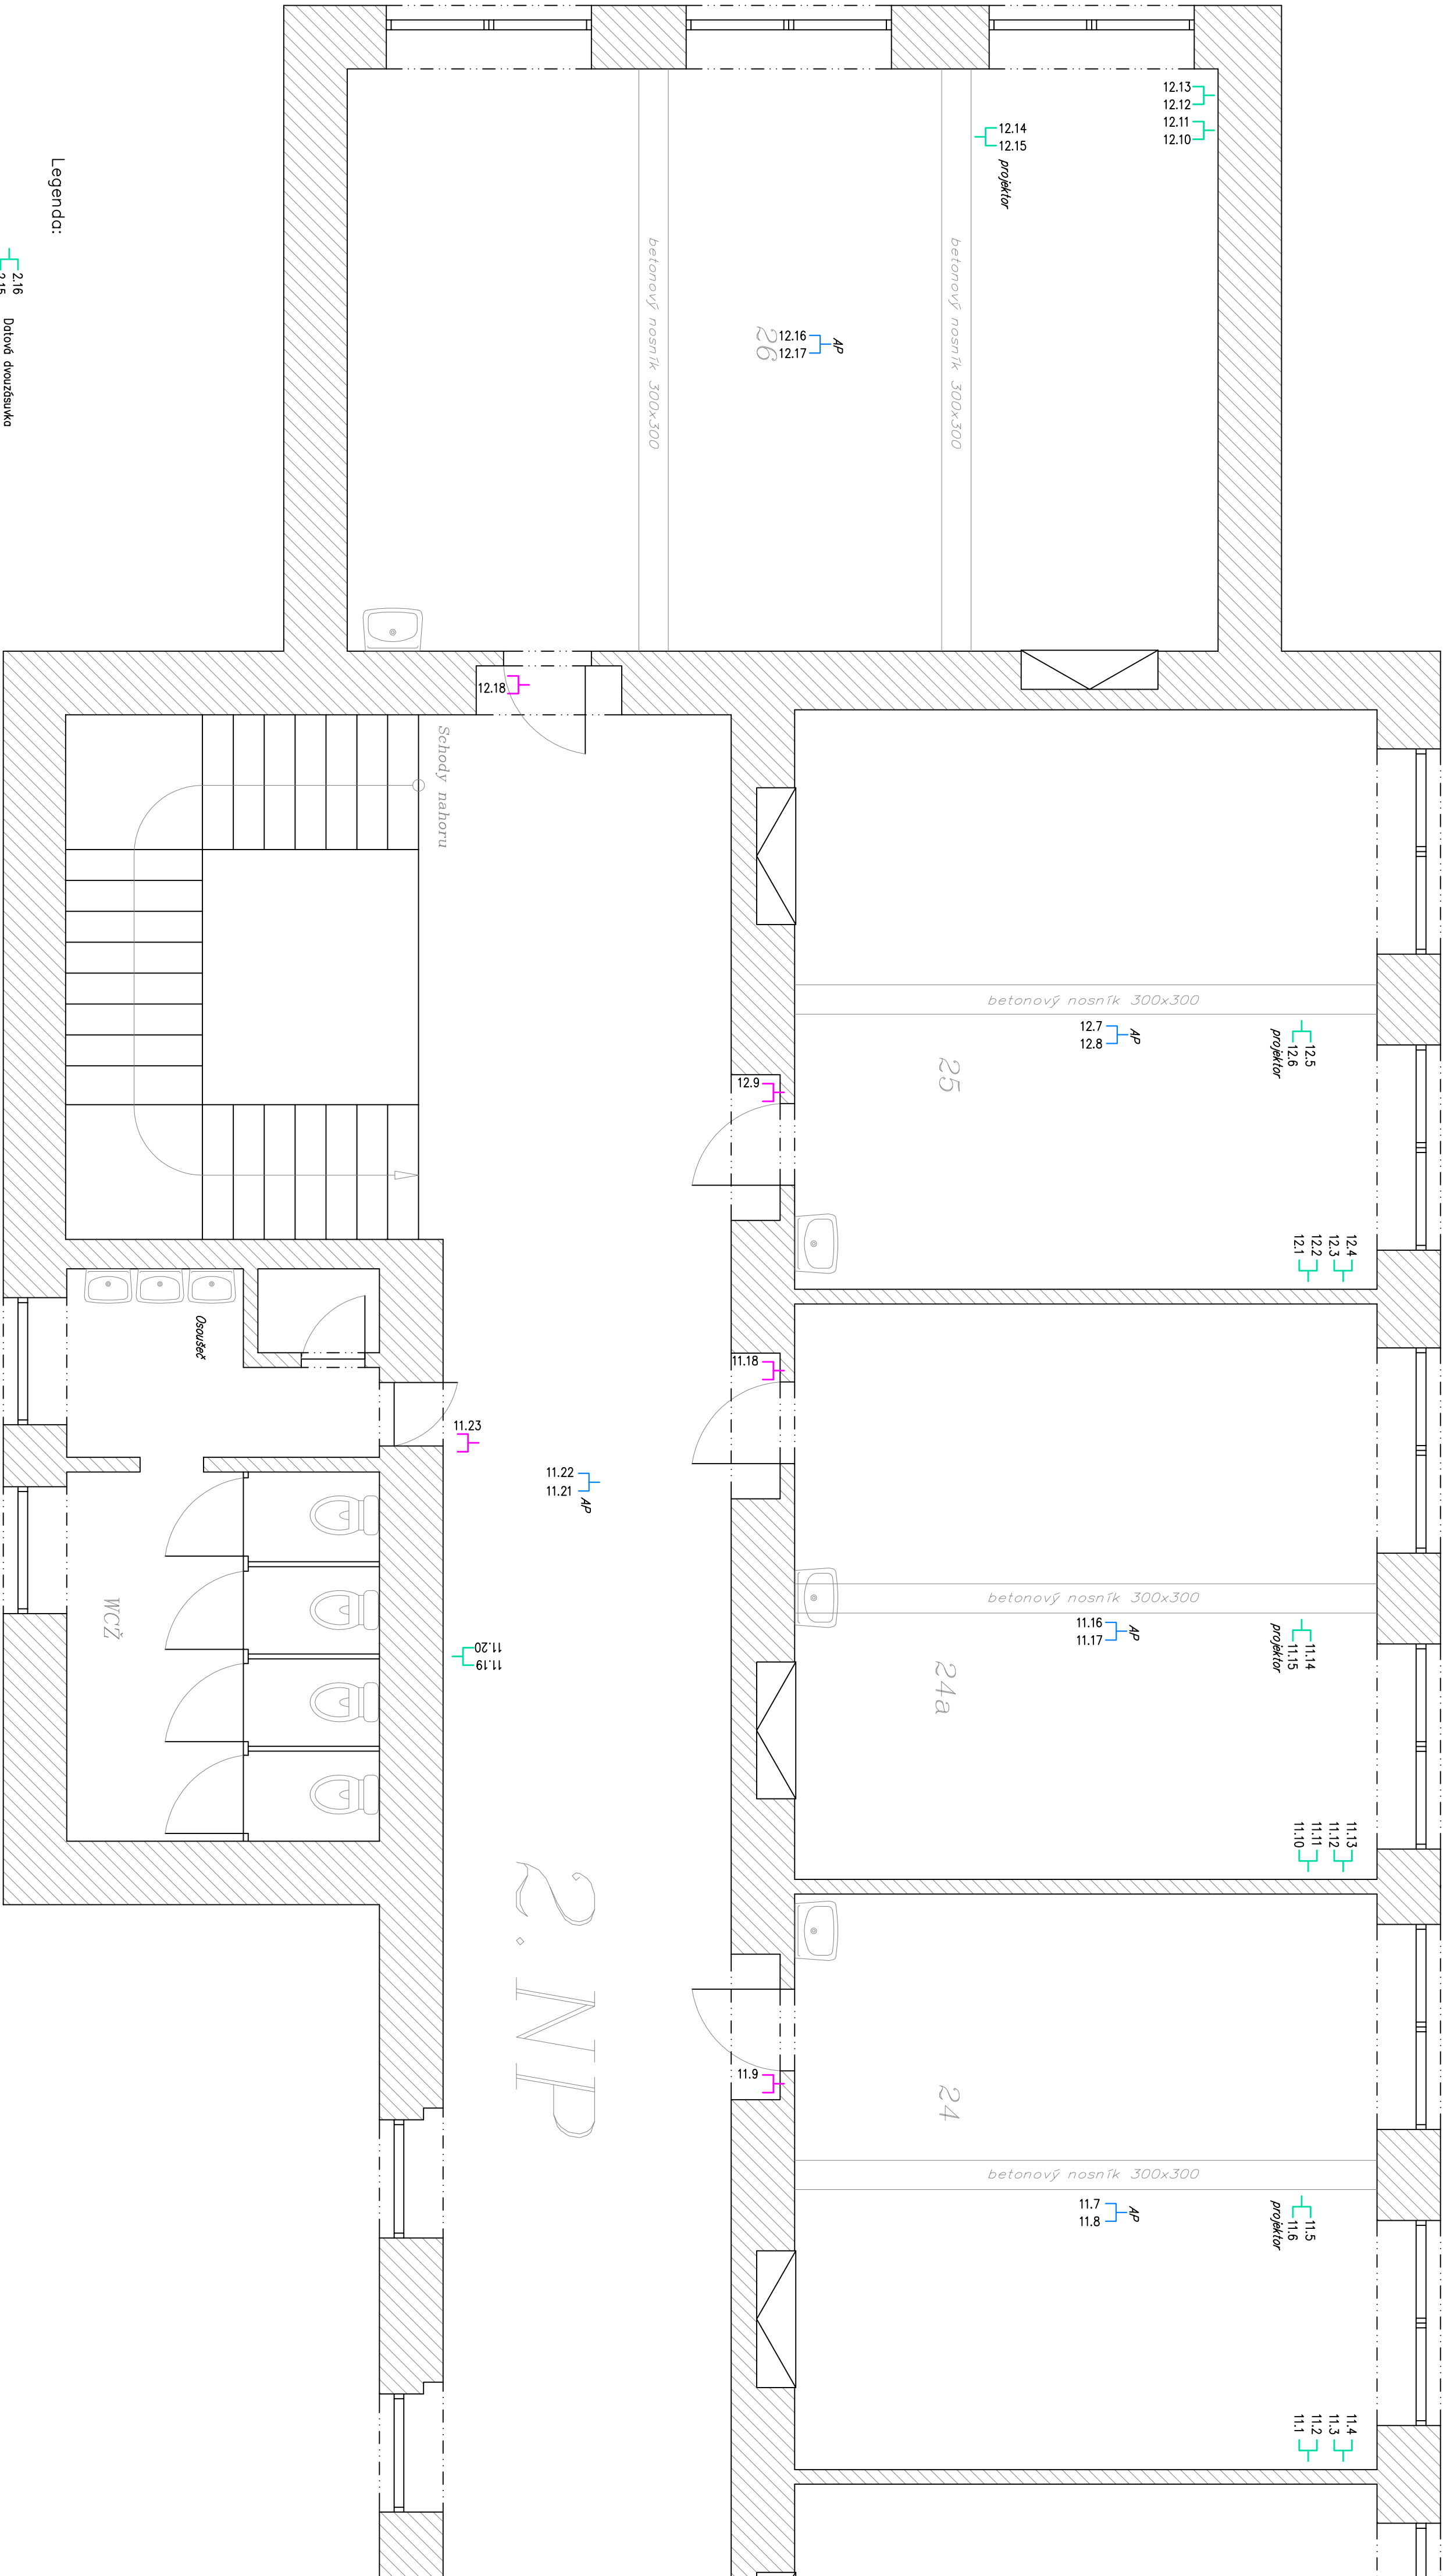 12.13
12.12
12.11
12.10
12.14
12.15
projektor
betonový nosník 300x300
betonový nosník 300x300
26
12.16
12.17
AP
Legenda:
2.16
2.15
Datová dvouzásuvka
12.18
Schody nahoru
betonový nosník 300x300
12.7
12.8
AP
12.5
12.6
projektor
25
12.9
12.4
12.3
12.2
12.1
Osoušeč
11.18
11.23
11.22
11.21
AP
betonový nosník 300x300
11.16
11.17
AP
11.14
11.15
projektor
24a
WCŽ
11.20
11.19
11.13
11.12
11.11
11.10
2.NP
11.9
24
betonový nosník 300x300
11.7
11.8
AP
11.5
11.6
projektor
11.4
11.3
11.2
11.1